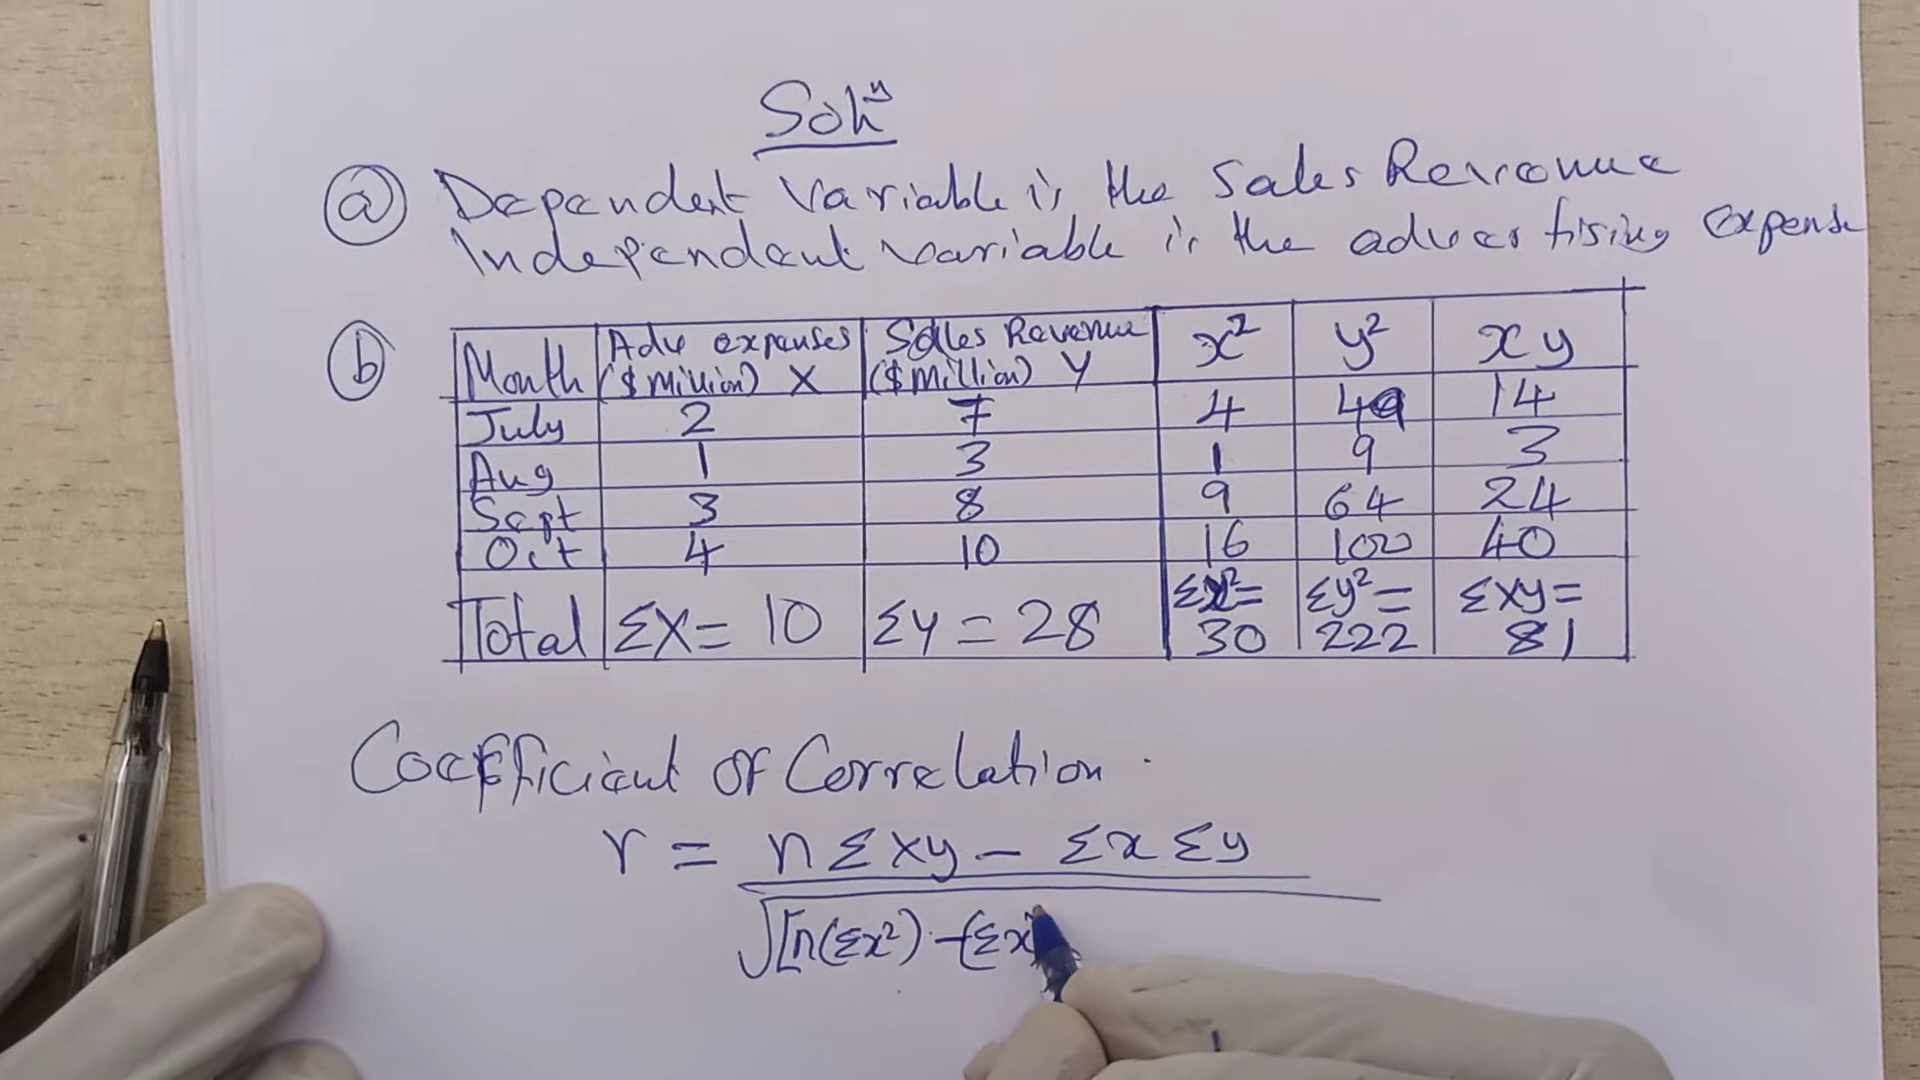 Soln
(a) Dependent Variable is the Sales Revenue
Independent variable is the advertising expense
(b)
Month | Adv expenses ($ million) X | Sales Revenue ($ million) Y | x² | y² | xy
July | 2 | 7 | 4 | 49 | 14
Aug | 1 | 3 | 1 | 9 | 3
Sept | 3 | 8 | 9 | 64 | 24
Oct | 4 | 10 | 16 | 100 | 40
Total | Σx = 10 | Σy = 28 | Σx² = 30 | Σy² = 222 | Σxy = 81
Coefficient of Correlation.
r = nΣxy − Σx Σy
√[n(Σx²) − (Σx